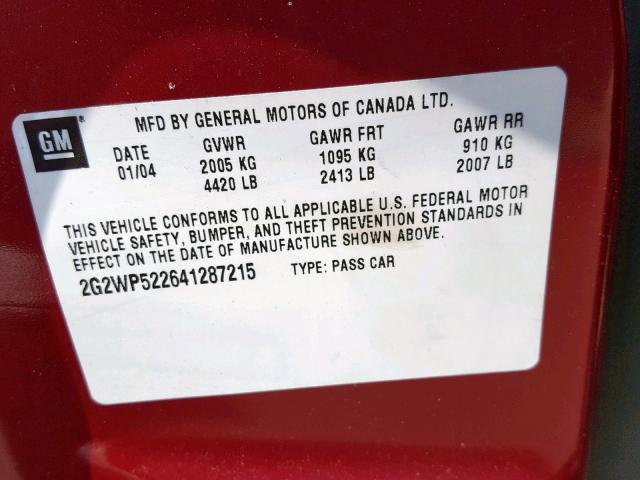 MFD BY GENERAL MOTORS OF CANADA LTD.
GM
DATE GVWR GAWR FRT GAWR RR
01/04 2005 KG 1095 KG 910 KG
4420 LB 2413 LB 2007 LB
THIS VEHICLE CONFORMS TO ALL APPLICABLE U.S. FEDERAL MOTOR
VEHICLE SAFETY, BUMPER, AND THEFT PREVENTION STANDARDS IN
EFFECT ON THE DATE OF MANUFACTURE SHOWN ABOVE.
2G2WP522641287215 TYPE: PASS CAR